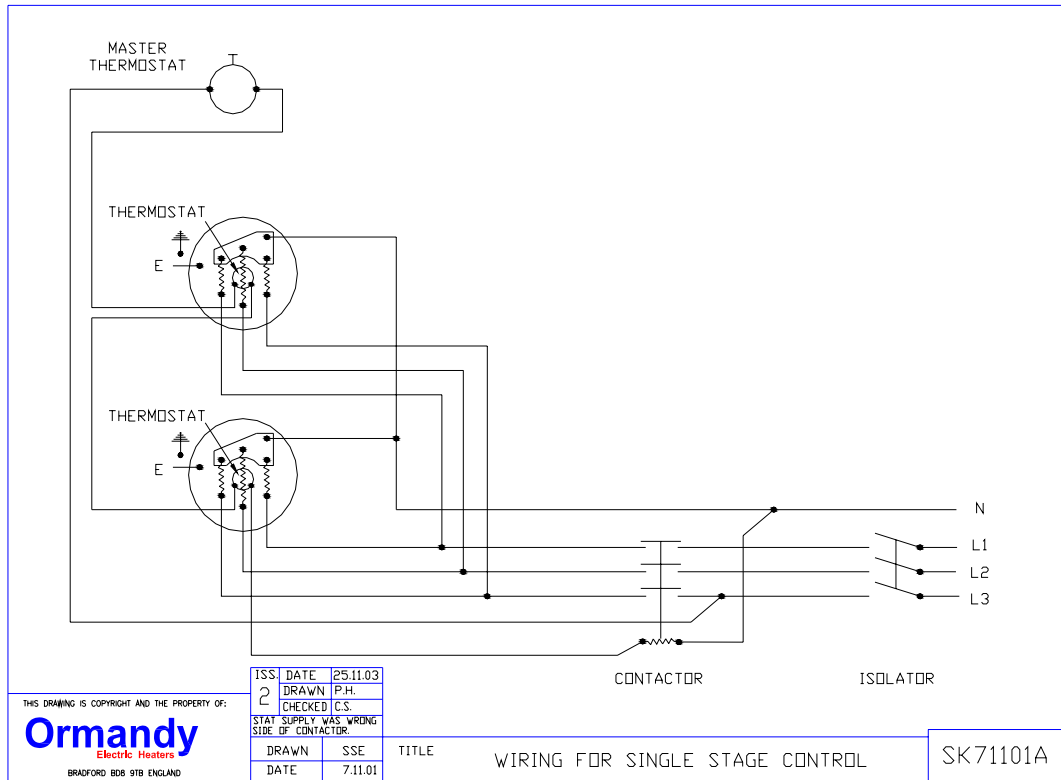 MASTER
THERMOSTAT
T
THERMOSTAT
E
THERMOSTAT
E
N
L1
L2
L3
CONTACTOR
ISOLATOR
ISS.
2
DATE 25.11.03
DRAWN P.H.
CHECKED C.S.
STAT SUPPLY WAS WRONG
SIDE OF CONTACTOR.
DRAWN SSE
DATE 7.11.01
THIS DRAWING IS COPYRIGHT AND THE PROPERTY OF:
Ormandy
Electric Heaters
BRADFORD BD8 9TB ENGLAND
TITLE
WIRING FOR SINGLE STAGE CONTROL
SK71101A